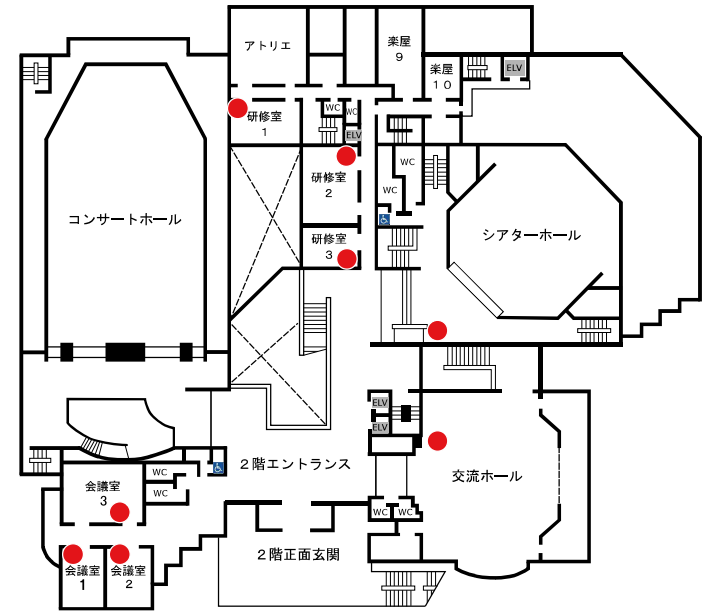 アトリエ
楽屋
9
楽屋
10
ELV
研修室
1
WC
WC
ELV
研修室
2
WC
WC
研修室
3
コンサートホール
シアターホール
ELV
ELV
2階エントランス
交流ホール
会議室
3
WC
WC
WC
WC
2階正面玄関
会議室
1
会議室
2